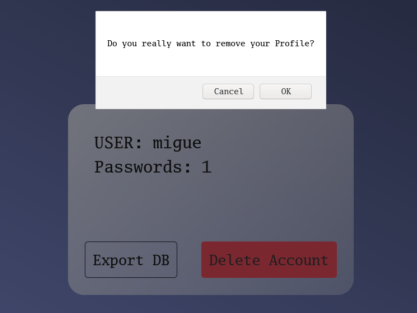 Do you really want to remove your Profile?
Cancel OK
USER: migue
Passwords: 1
Export DB Delete Account